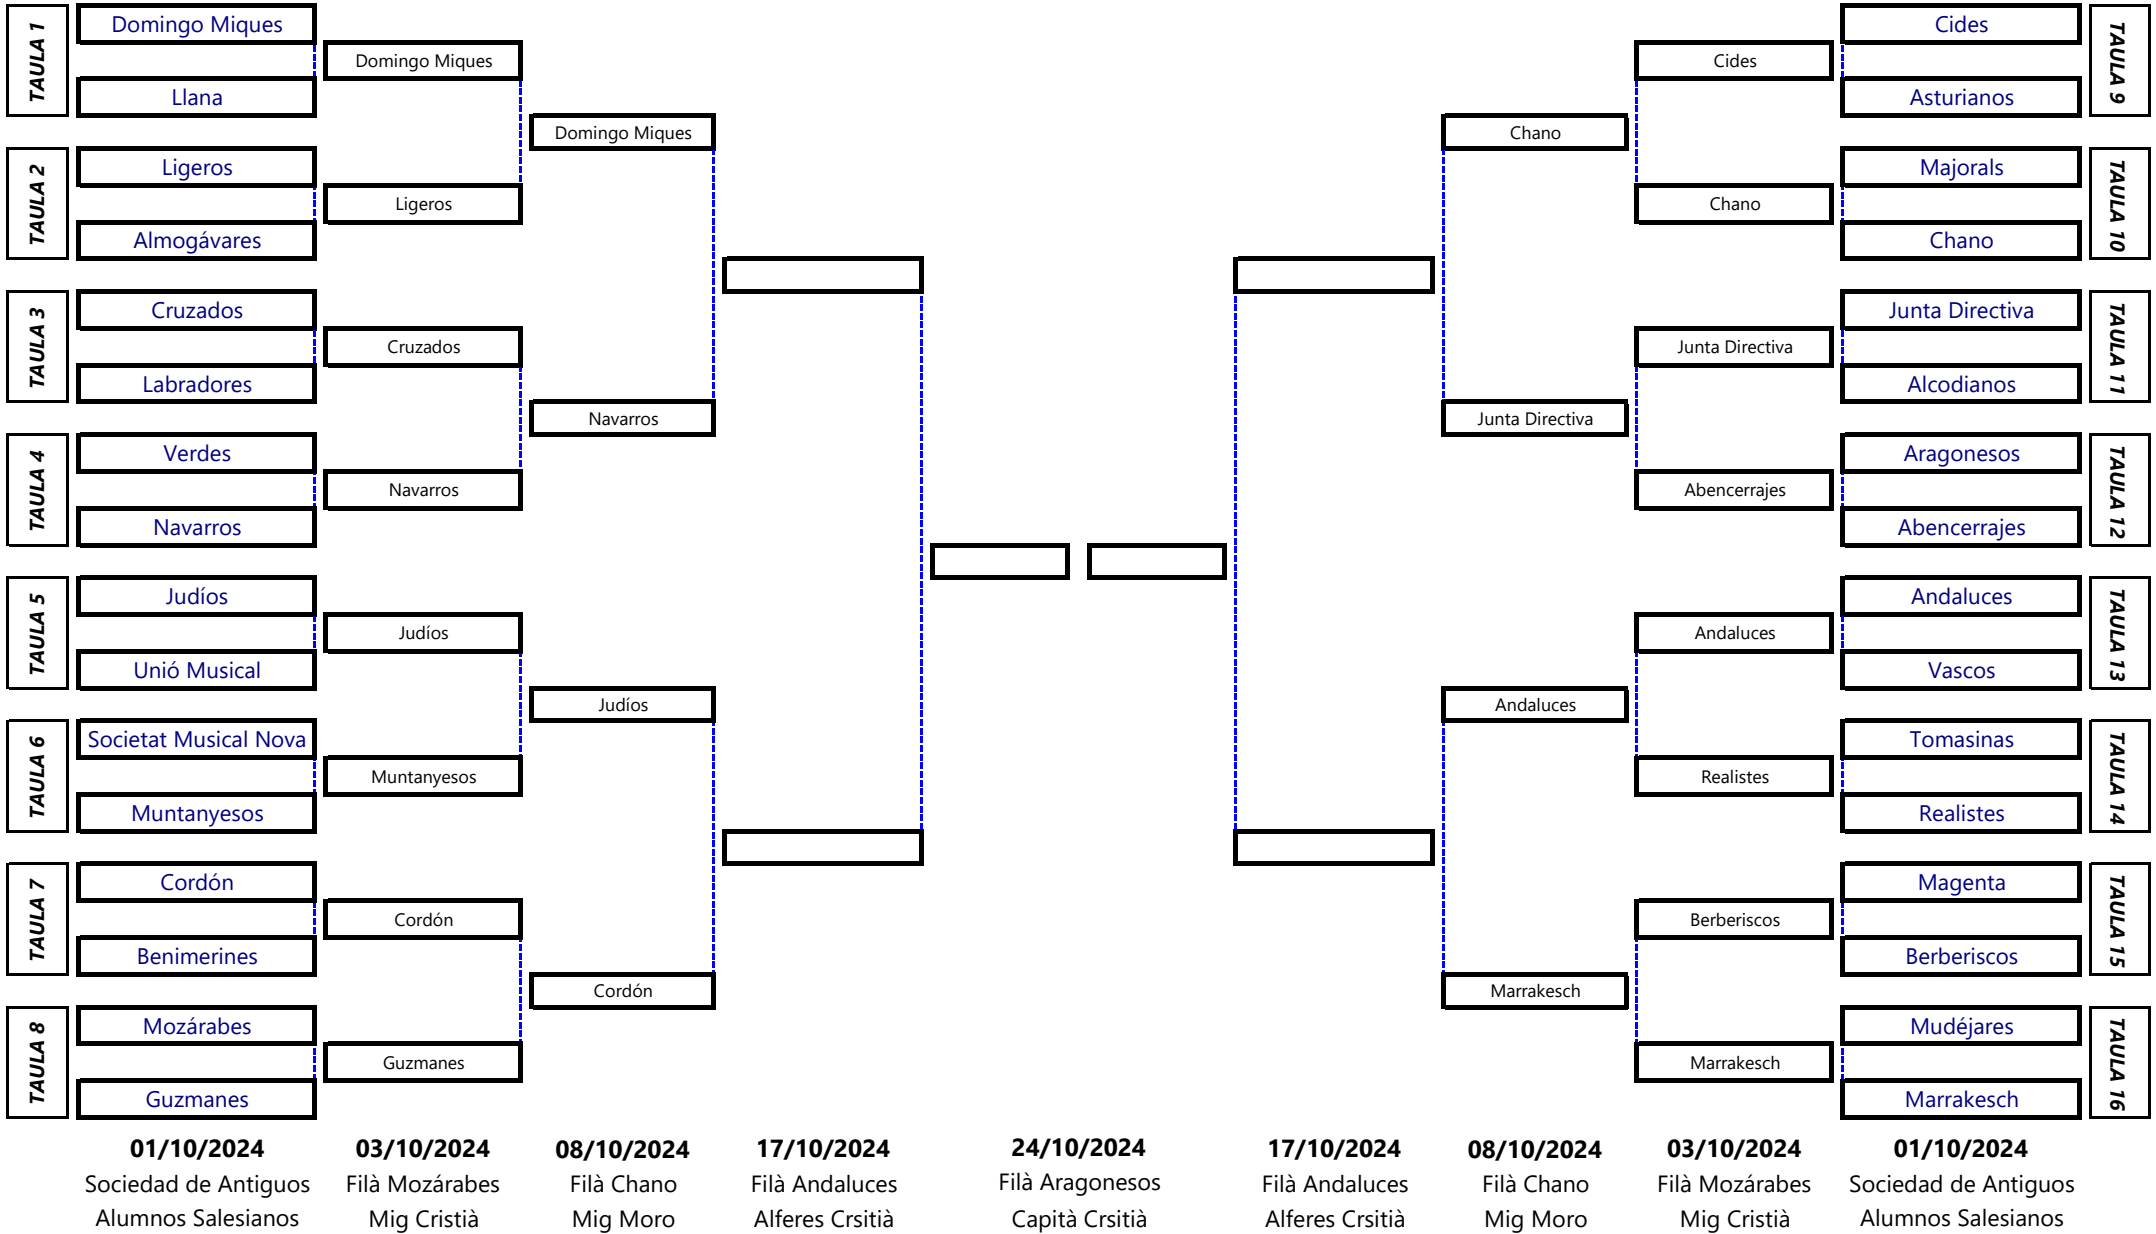 TAULA 1
Domingo Miques
Llana
TAULA 2
Ligeros
Almogávares
TAULA 3
Cruzados
Labradores
TAULA 4
Verdes
Navarros
TAULA 5
Judíos
Unió Musical
TAULA 6
Societat Musical Nova
Muntanyesos
TAULA 7
Cordón
Benimerines
TAULA 8
Mozárabes
Guzmanes
01/10/2024
Sociedad de Antiguos
Alumnos Salesianos
Domingo Miques
Ligeros
Cruzados
Navarros
Judíos
Muntanyesos
Cordón
Guzmanes
03/10/2024
Filà Mozárabes
Mig Cristià
Domingo Miques
Navarros
Judíos
Cordón
08/10/2024
Filà Chano
Mig Moro
17/10/2024
Filà Andaluces
Alferes Crsitià
24/10/2024
Filà Aragonesos
Capità Crsitià
17/10/2024
Filà Andaluces
Alferes Crsitià
Chano
Junta Directiva
Andaluces
Marrakesch
08/10/2024
Filà Chano
Mig Moro
Cides
Chano
Junta Directiva
Abencerrajes
Andaluces
Realistes
Berberiscos
Marrakesch
03/10/2024
Filà Mozárabes
Mig Cristià
Cides
Asturianos
TAULA 9
Majorals
Chano
TAULA 10
Junta Directiva
Alcodianos
TAULA 11
Aragonesos
Abencerrajes
TAULA 12
Andaluces
Vascos
TAULA 13
Tomasinas
Realistes
TAULA 14
Magenta
Berberiscos
TAULA 15
Mudéjares
Marrakesch
TAULA 16
01/10/2024
Sociedad de Antiguos
Alumnos Salesianos